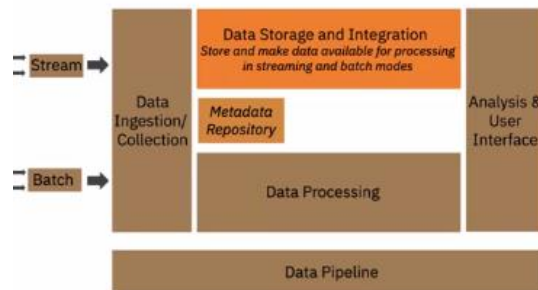 Data Storage and Integration
Store and make data available for processing
in streaming and batch modes
Stream
Data
Ingestion/
Collection
Metadata
Repository
Analysis &
User
Interface
Batch
Data Processing
Data Pipeline